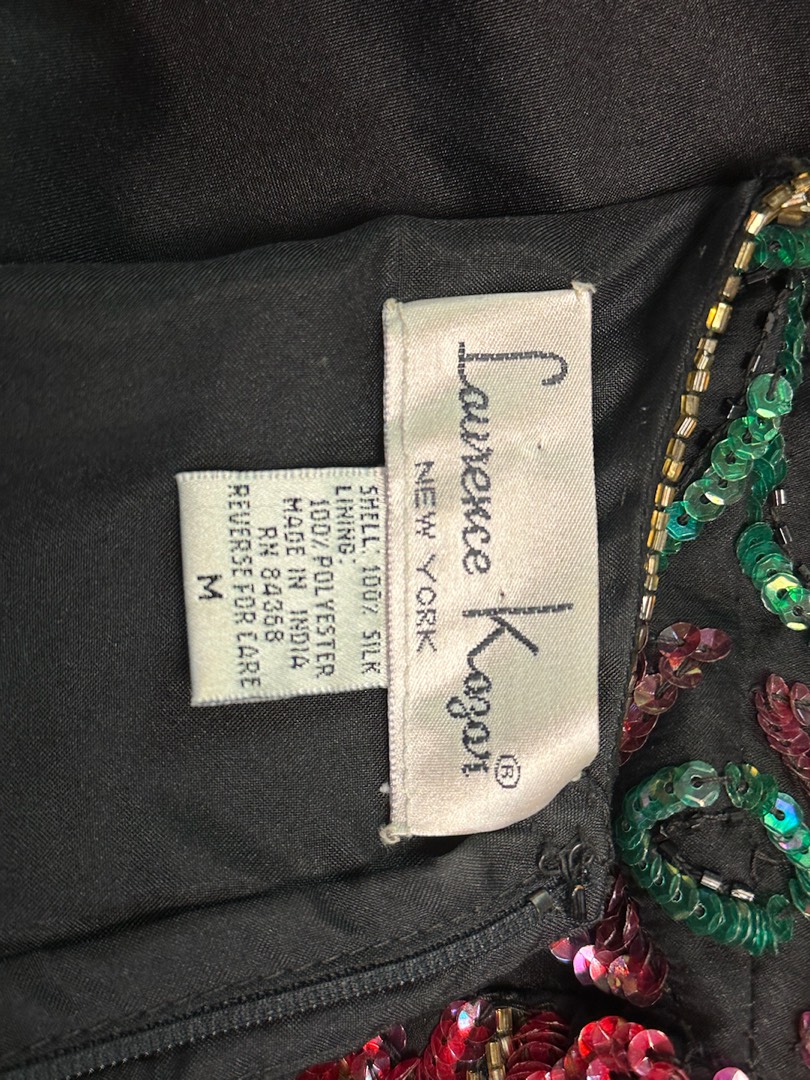 Laurence Kazar®
NEW YORK
SHELL: 100% SILK
LINING:
100% POLYESTER
MADE IN INDIA
RN 84368
REVERSE FOR CARE
M